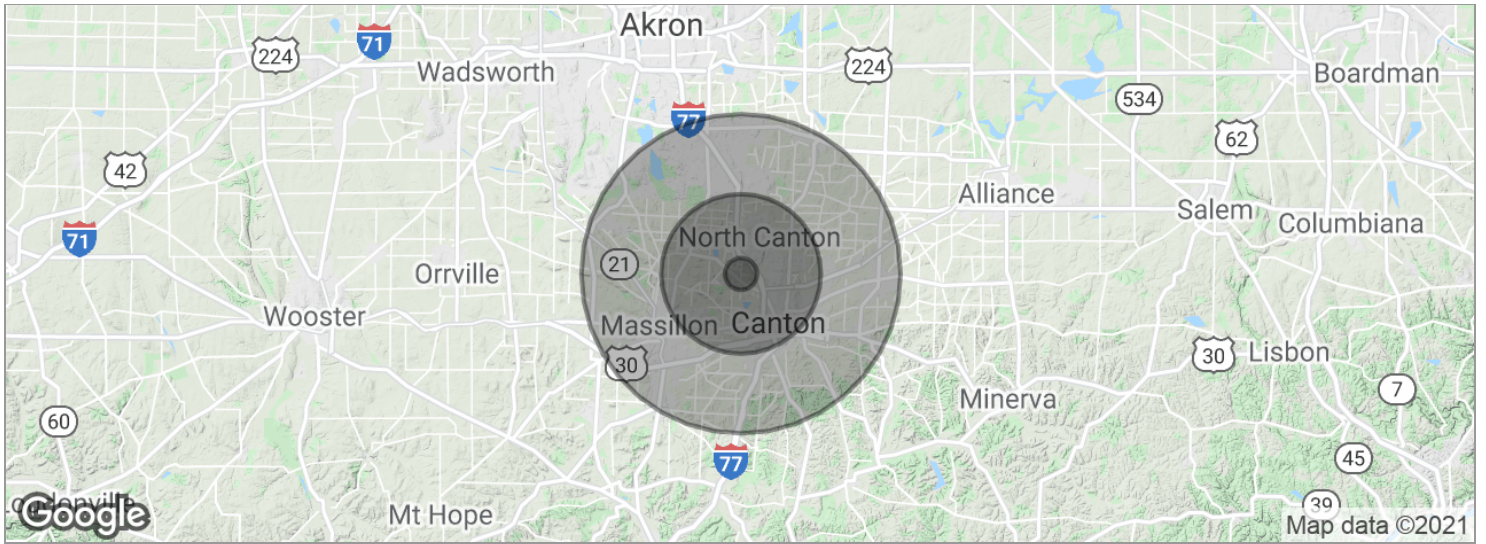 Akron
71
224
Wadsworth
224
Boardman
534
77
62
42
Alliance
Salem
Columbiana
71
North Canton
21
Orrville
Wooster
Massillon
Canton
30
30
Lisbon
Minerva
7
60
77
45
Mt Hope
39
Google
Map data ©2021